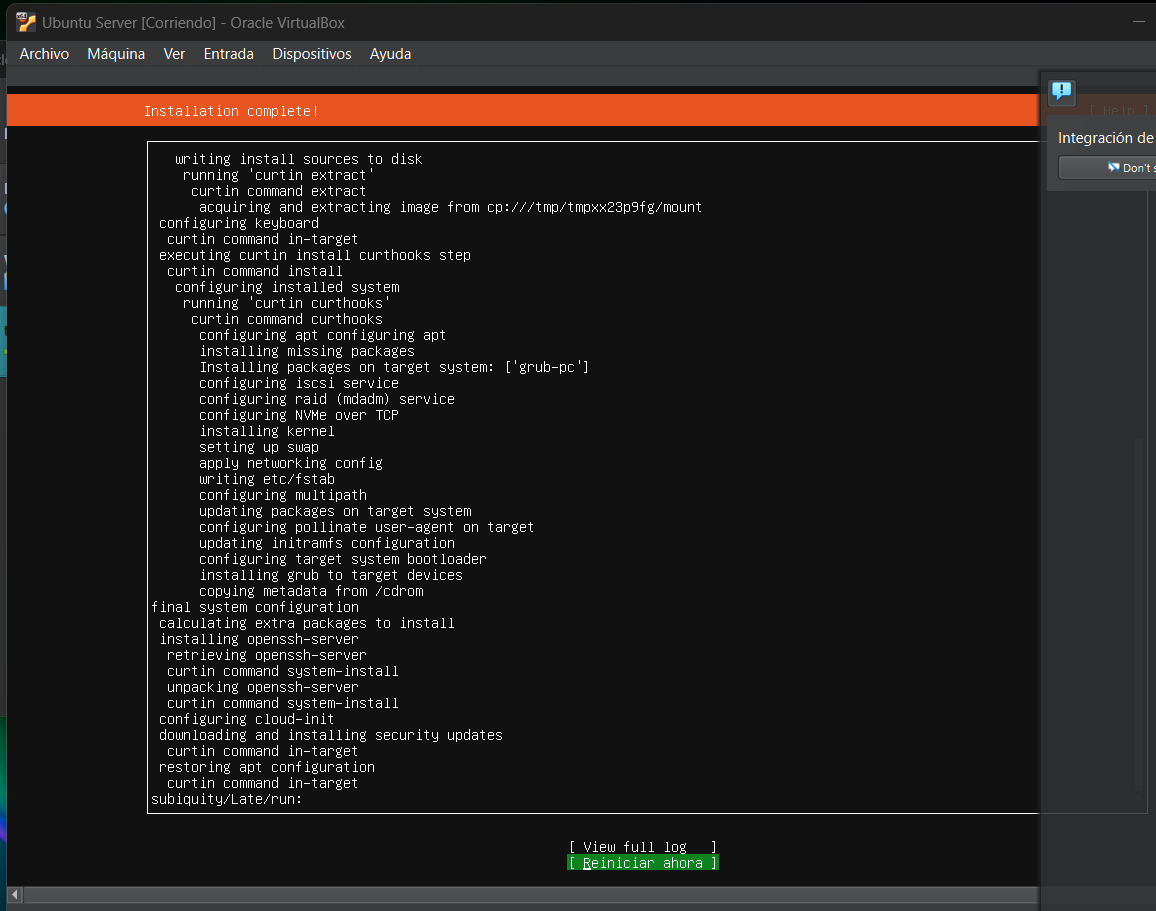 Ubuntu Server [Corriendo] - Oracle VirtualBox
Archivo Máquina Ver Entrada Dispositivos Ayuda
Installation complete!
[ Help ]
Integración de
Don't s
writing install sources to disk
running 'curtin extract'
curtin command extract
acquiring and extracting image from cp:///tmp/tmpxx23p9fg/mount
configuring keyboard
curtin command in-target
executing curtin install curthooks step
curtin command install
configuring installed system
running 'curtin curthooks'
curtin command curthooks
configuring apt configuring apt
installing missing packages
Installing packages on target system: ['grub-pc']
configuring iscsi service
configuring raid (mdadm) service
configuring NVMe over TCP
installing kernel
setting up swap
apply networking config
writing etc/fstab
configuring multipath
updating packages on target system
configuring pollinate user-agent on target
updating initramfs configuration
configuring target system bootloader
installing grub to target devices
copying metadata from /cdrom
final system configuration
calculating extra packages to install
installing openssh-server
retrieving openssh-server
curtin command system-install
unpacking openssh-server
curtin command system-install
configuring cloud-init
downloading and installing security updates
curtin command in-target
restoring apt configuration
curtin command in-target
subiquity/Late/run:
[ View full log ]
[ Reiniciar ahora ]